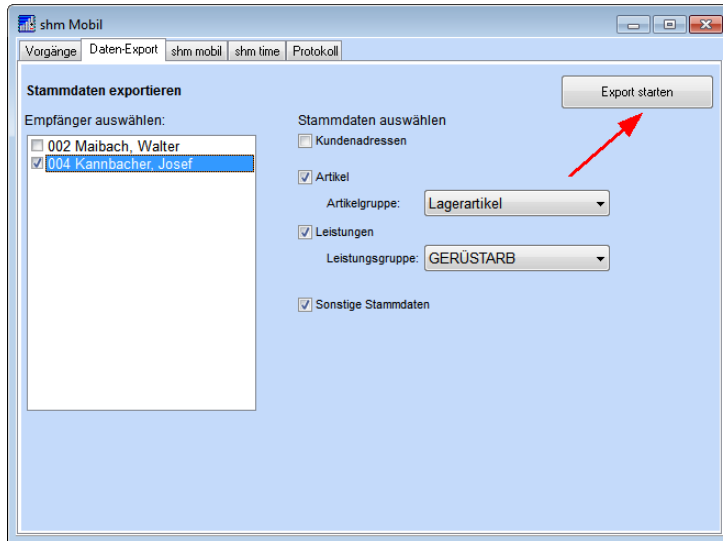 shm Mobil
Vorgänge Daten-Export shm mobil shm time Protokoll
Stammdaten exportieren
Export starten
Empfänger auswählen:
002 Maibach, Walter
004 Kannbacher, Josef
Stammdaten auswählen
Kundenadressen
Artikel
Artikelgruppe: Lagerartikel
Leistungen
Leistungsgruppe: GERÜSTARB
Sonstige Stammdaten